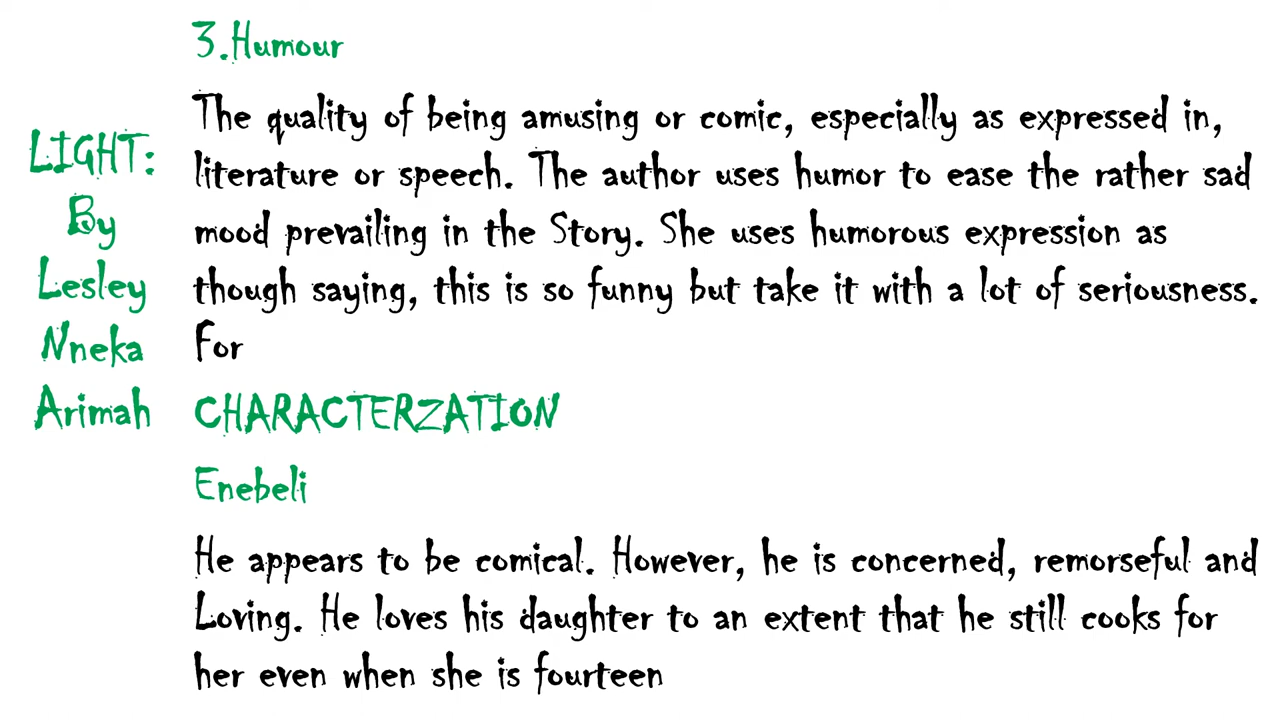 LIGHT:
By
Lesley
Nneka
Arimah
3.Humour
The quality of being amusing or comic, especially as expressed in,
literature or speech. The author uses humor to ease the rather sad
mood prevailing in the Story. She uses humorous expression as
though saying, this is so funny but take it with a lot of seriousness.
For
CHARACTERZATION
Enebeli
He appears to be comical. However, he is concerned, remorseful and
Loving. He loves his daughter to an extent that he still cooks for
her even when she is fourteen